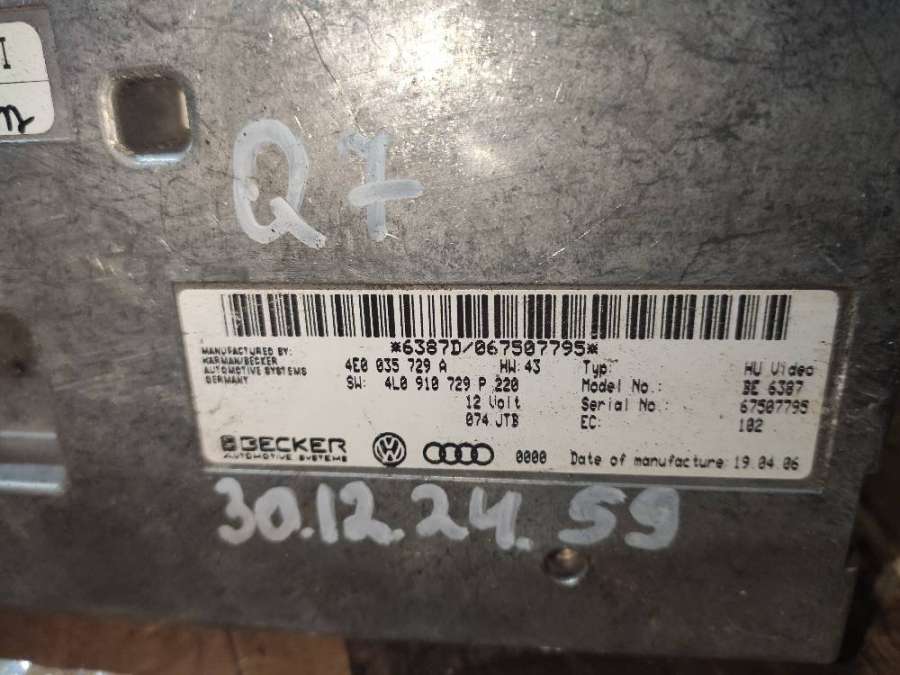 I
Q7
*6387D/067507795*
MANUFACTURED BY:
HARMAN/BECKER
AUTOMOTIVE SYSTEMS
GERMANY
4E0 035 729 A HW: 43
SW: 4L0 910 729 P 220
12 Volt
074 JTB
Typ: HU Video
Model No.: BE 6387
Serial No.: 67507795
EC: 102
BECKER
AUTOMOTIVE SYSTEMS
VW
0000 Date of manufacture 19.04.06
30.12.24. 59